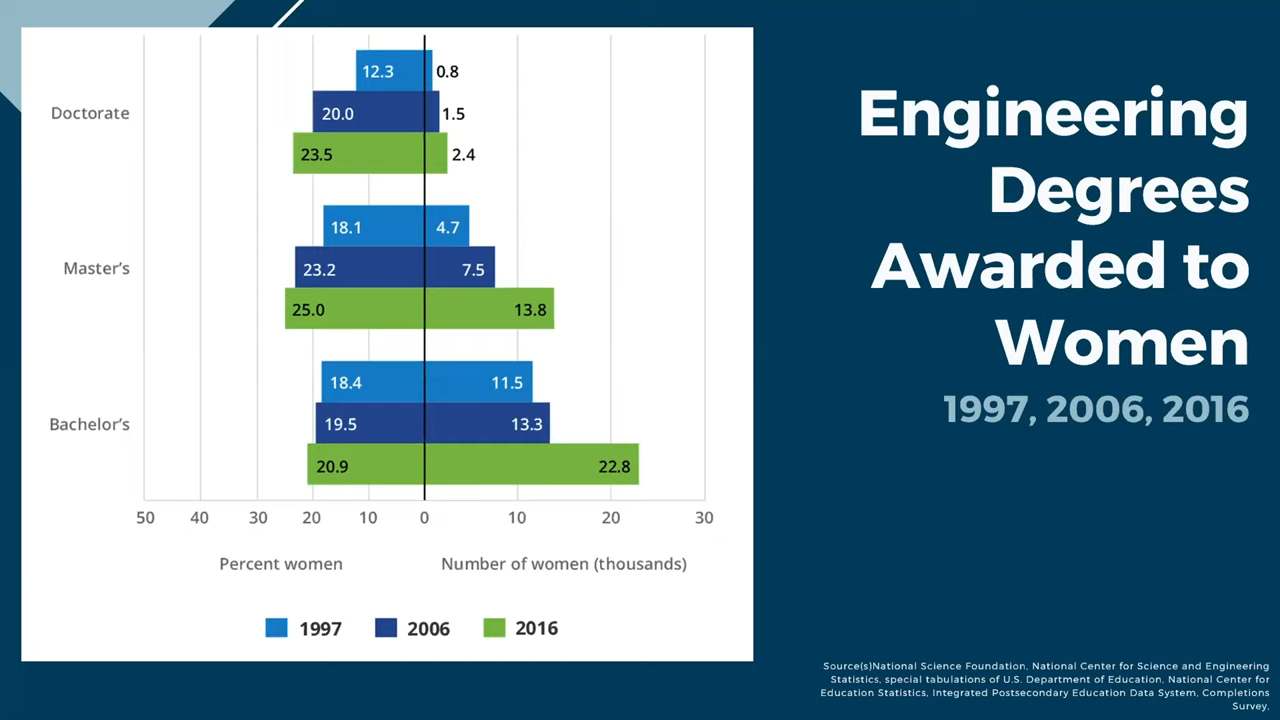 Engineering
Degrees
Awarded to
Women
1997, 2006, 2016
Doctorate
12.3 0.8
20.0 1.5
23.5 2.4
Master’s
18.1 4.7
23.2 7.5
25.0 13.8
Bachelor’s
18.4 11.5
19.5 13.3
20.9 22.8
50 40 30 20 10 0 10 20 30
Percent women Number of women (thousands)
1997 2006 2016
Source(s)National Science Foundation, National Center for Science and Engineering
Statistics, special tabulations of U.S. Department of Education, National Center for
Education Statistics, Integrated Postsecondary Education Data System, Completions
Survey,